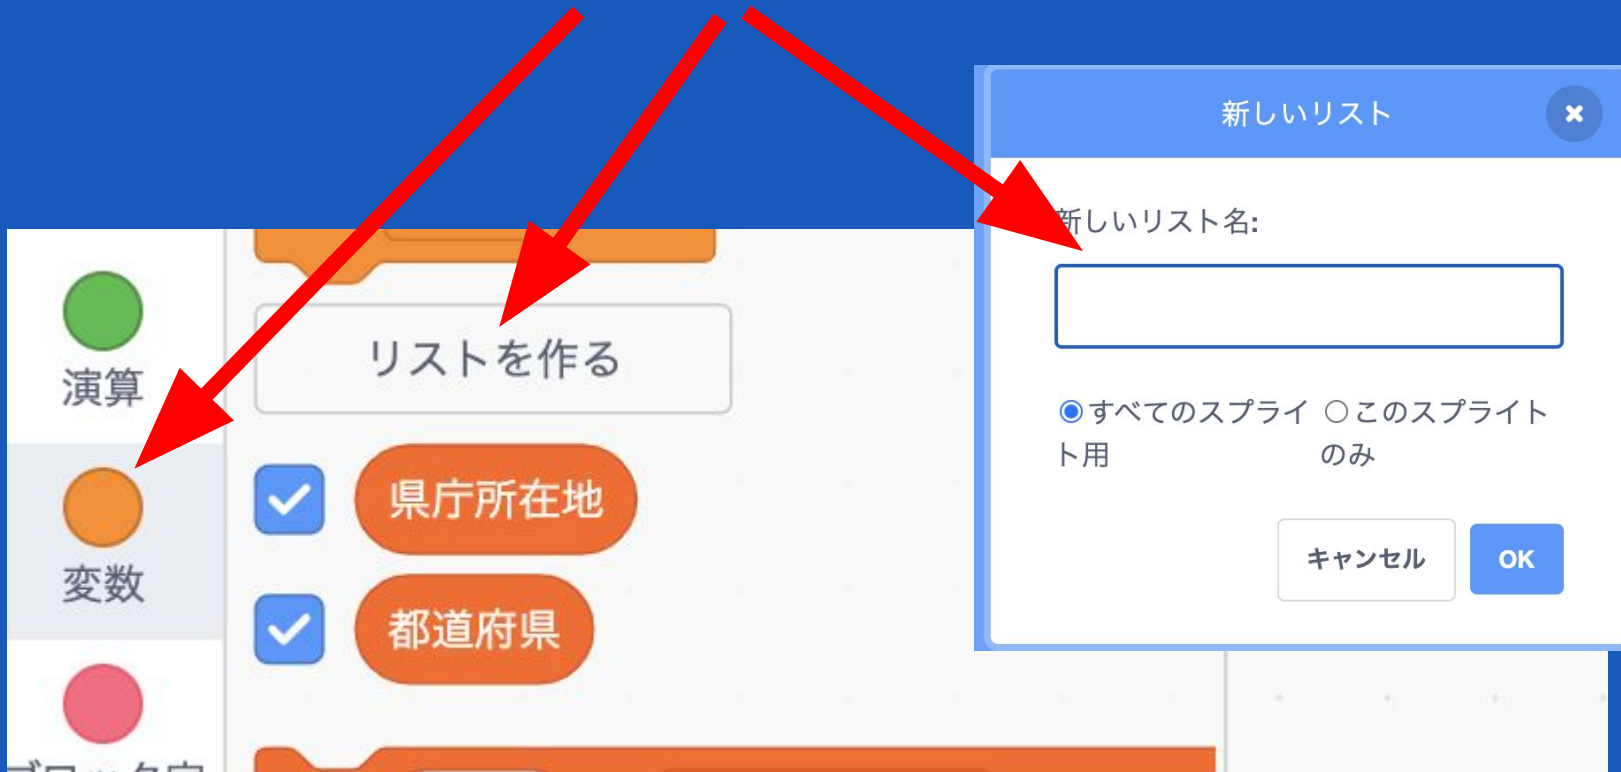 新しいリスト
新しいリスト名:
すべてのスプライ
ト用
このスプライト
のみ
キャンセル
OK
演算
変数
リストを作る
県庁所在地
都道府県